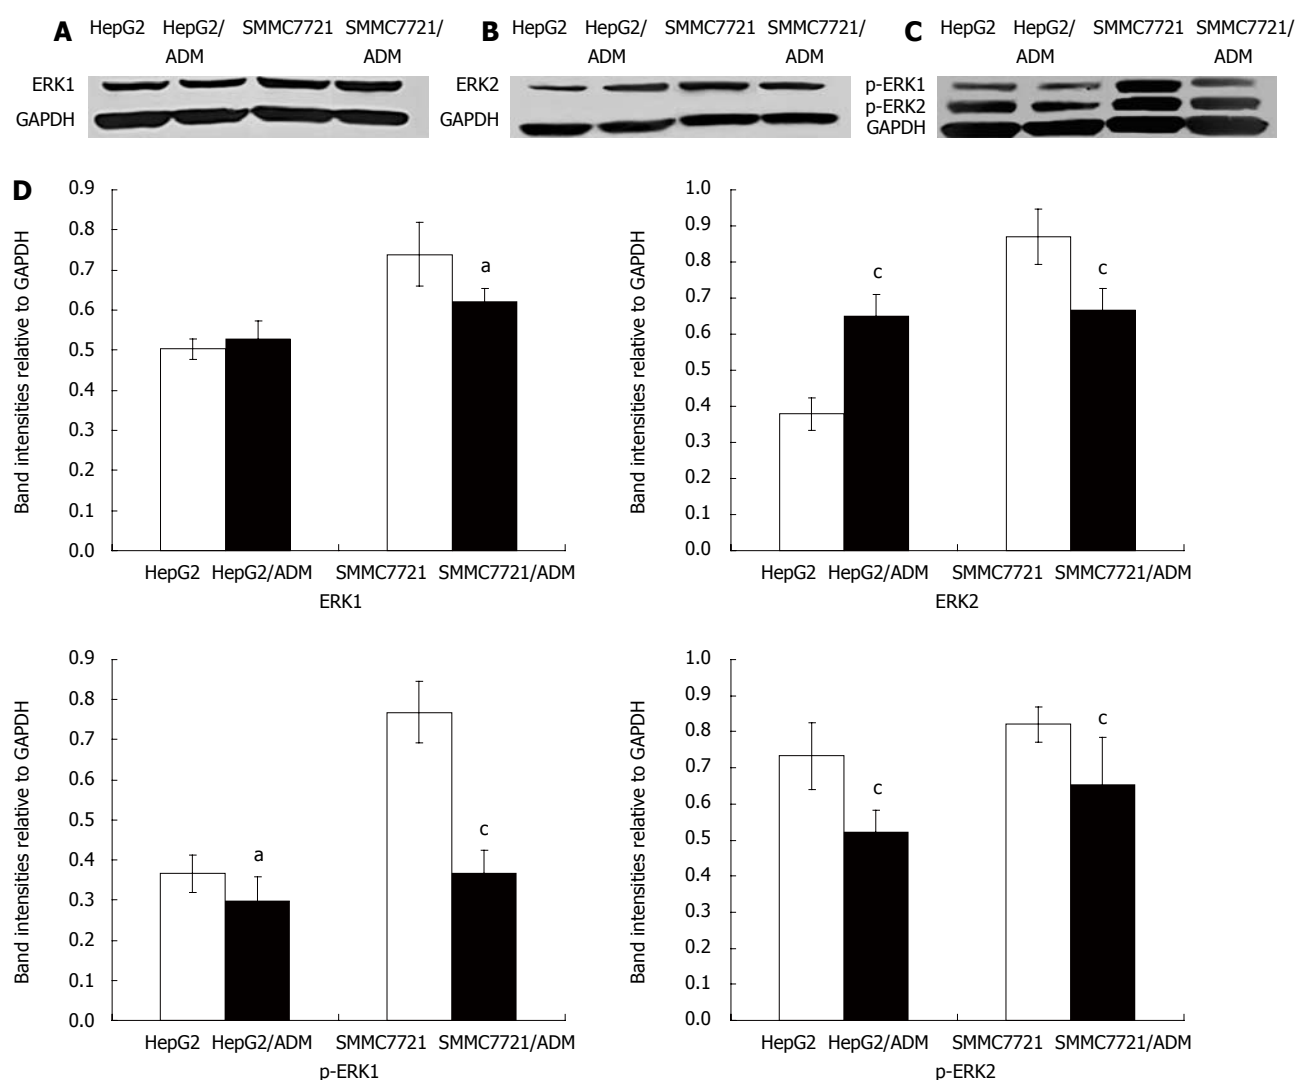 A HepG2 HepG2/ SMMC7721 SMMC7721/
ADM ADM
ERK1
GAPDH
B HepG2 HepG2/ SMMC7721 SMMC7721/
ADM ADM
ERK2
GAPDH
C HepG2 HepG2/ SMMC7721 SMMC7721/
ADM ADM
p-ERK1
p-ERK2
GAPDH
D
Band intensities relative to GAPDH
0.9
0.8
0.7
0.6
0.5
0.4
0.3
0.2
0.1
0.0
a
HepG2 HepG2/ADM SMMC7721 SMMC7721/ADM
ERK1
Band intensities relative to GAPDH
1.0
0.9
0.8
0.7
0.6
0.5
0.4
0.3
0.2
0.1
0.0
c c
HepG2 HepG2/ADM SMMC7721 SMMC7721/ADM
ERK2
Band intensities relative to GAPDH
0.9
0.8
0.7
0.6
0.5
0.4
0.3
0.2
0.1
0.0
a c
HepG2 HepG2/ADM SMMC7721 SMMC7721/ADM
p-ERK1
Band intensities relative to GAPDH
1.0
0.9
0.8
0.7
0.6
0.5
0.4
0.3
0.2
0.1
0.0
c c
HepG2 HepG2/ADM SMMC7721 SMMC7721/ADM
p-ERK2